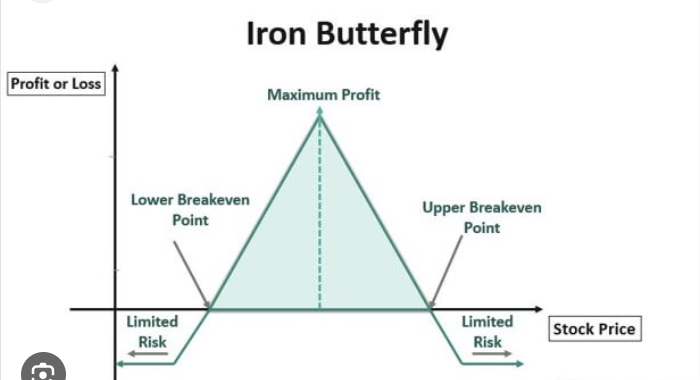 Iron Butterfly
Profit or Loss
Maximum Profit
Lower Breakeven
Point
Upper Breakeven
Point
Limited
Risk
Limited
Risk
Stock Price